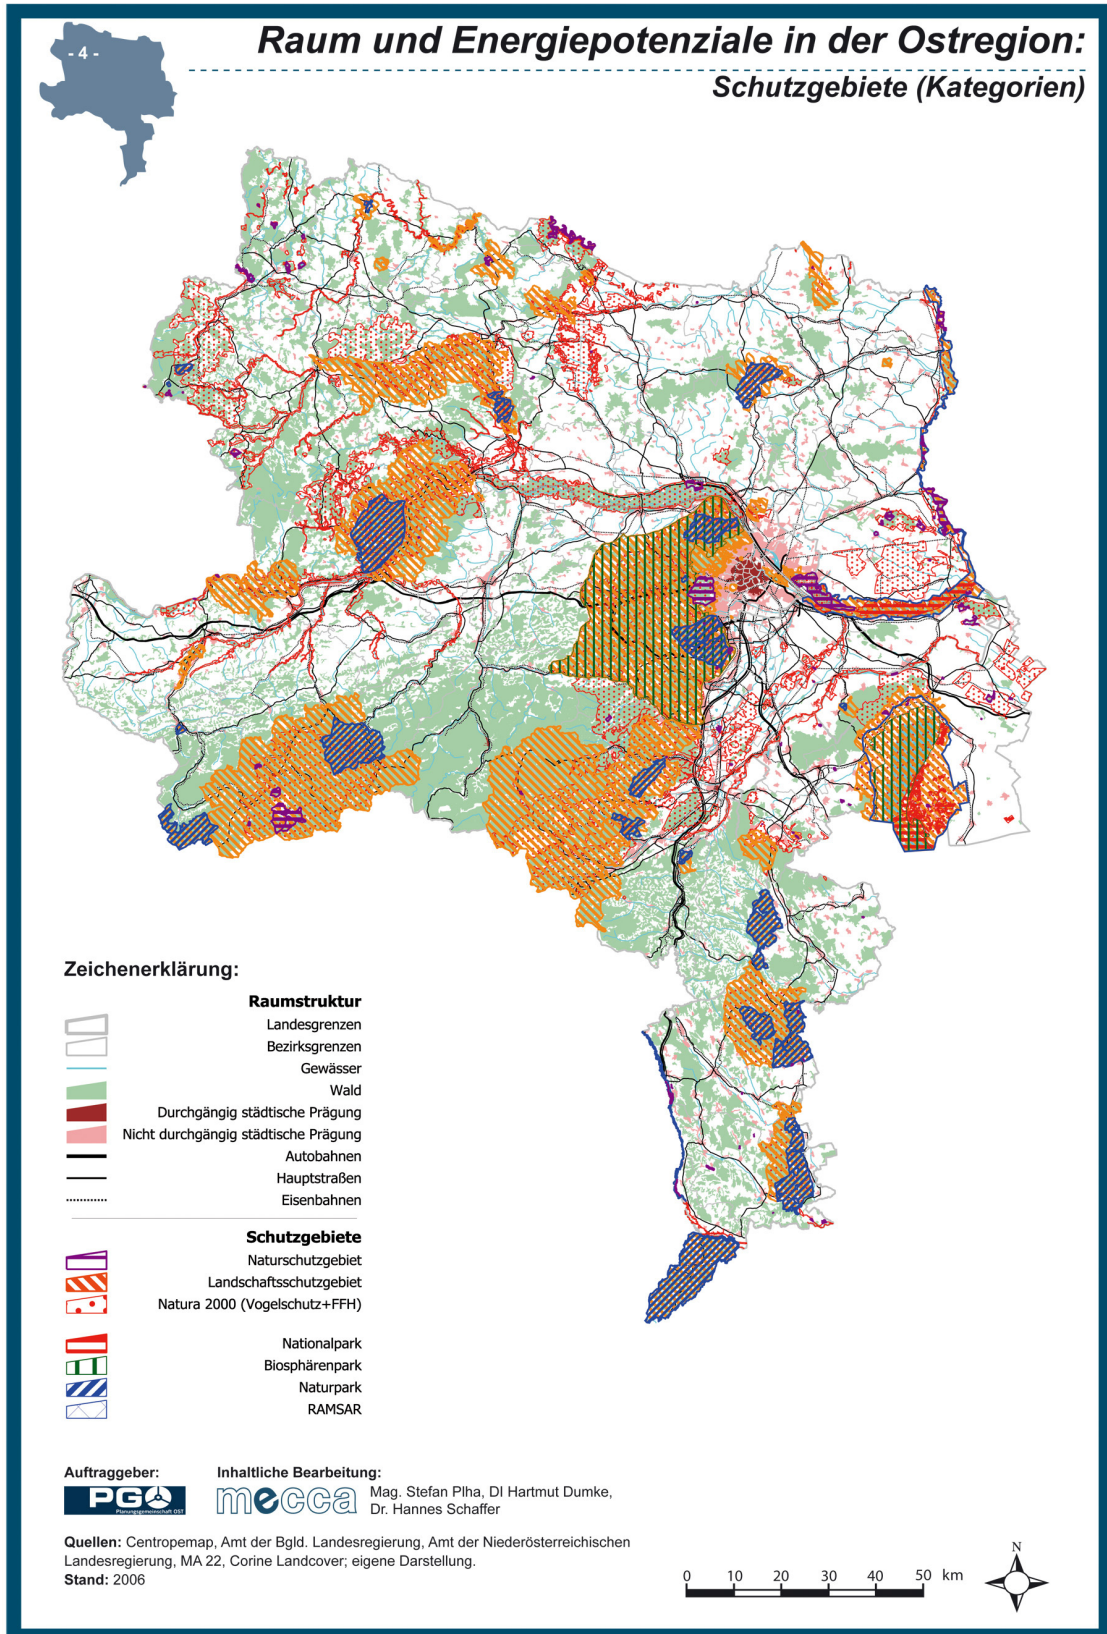 - 4 -
Raum und Energiepotenziale in der Ostregion:
Schutzgebiete (Kategorien)
Zeichenerklärung:
Raumstruktur
Landesgrenzen
Bezirksgrenzen
Gewässer
Wald
Durchgängig städtische Prägung
Nicht durchgängig städtische Prägung
Autobahnen
Hauptstraßen
Eisenbahnen
Schutzgebiete
Naturschutzgebiet
Landschaftsschutzgebiet
Natura 2000 (Vogelschutz+FFH)
Nationalpark
Biosphärenpark
Naturpark
RAMSAR
Auftraggeber:
PGO
Planungsgemeinschaft OST
Inhaltliche Bearbeitung:
mecca
Mag. Stefan Plha, DI Hartmut Dumke,
Dr. Hannes Schaffer
Quellen: Centropemap, Amt der Bgld. Landesregierung, Amt der Niederösterreichischen
Landesregierung, MA 22, Corine Landcover; eigene Darstellung.
Stand: 2006
0 10 20 30 40 50 km
N